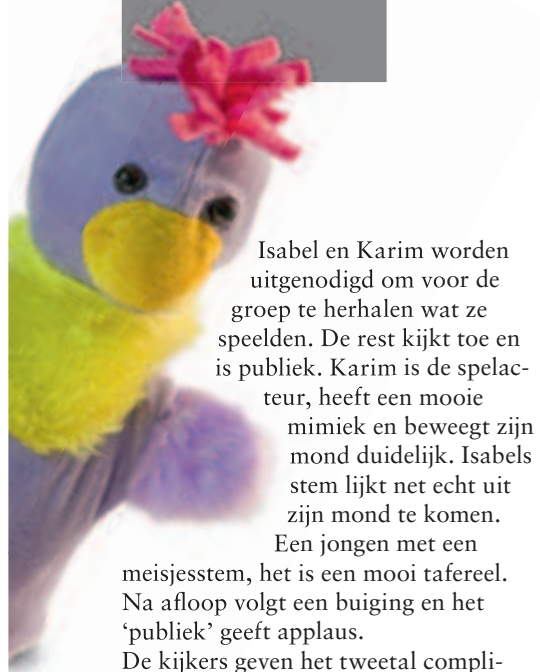 Isabel en Karim worden
uitgenodigd om voor de
groep te herhalen wat ze
speelden. De rest kijkt toe en
is publiek. Karim is de spelac-
teur, heeft een mooie
mimiek en beweegt zijn
mond duidelijk. Isabels
stem lijkt net echt uit
zijn mond te komen.
Een jongen met een
meisjesstem, het is een mooi tafereel.
Na afloop volgt een buiging en het
‘publiek’ geeft applaus.
De kijkers geven het tweetal compli-